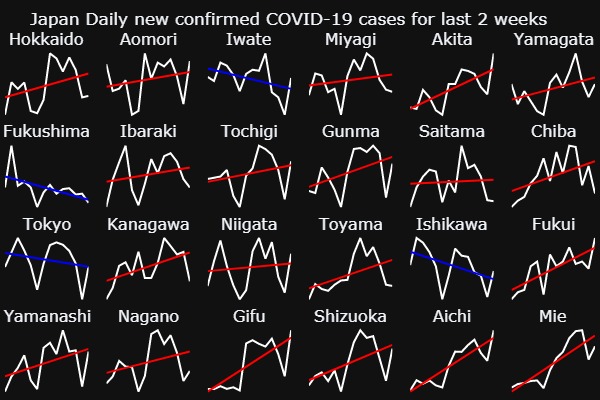 Japan Daily new confirmed COVID-19 cases for last 2 weeks
Hokkaido Aomori Iwate Miyagi Akita Yamagata
Fukushima Ibaraki Tochigi Gunma Saitama Chiba
Tokyo Kanagawa Niigata Toyama Ishikawa Fukui
Yamanashi Nagano Gifu Shizuoka Aichi Mie